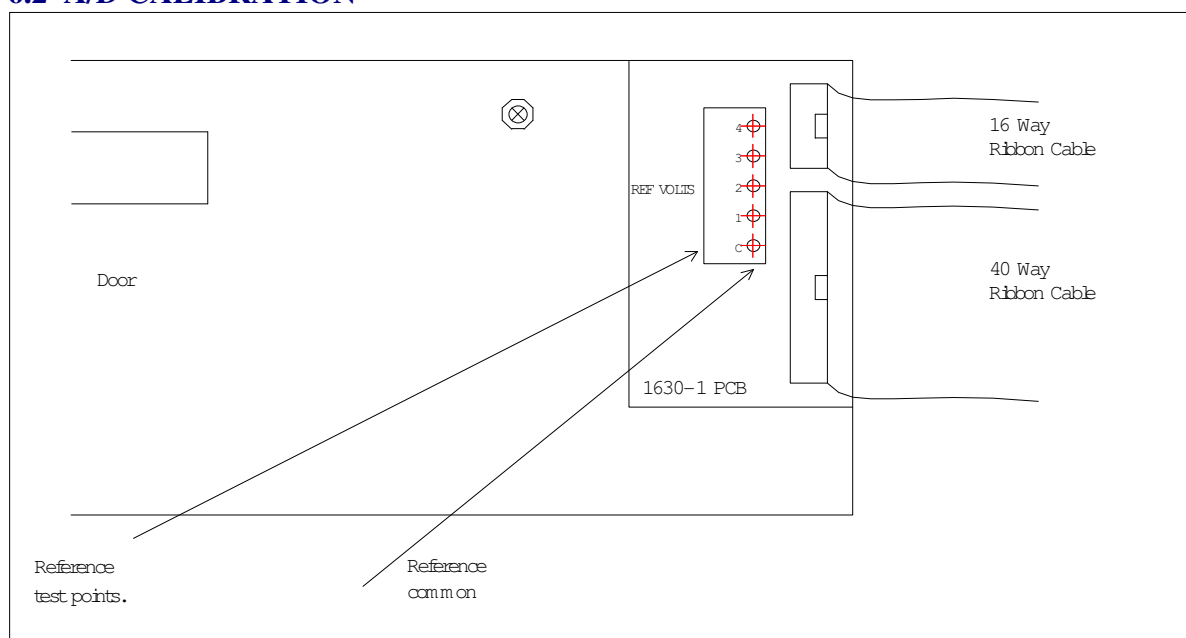 6.2 A/D CALIBRATION
16 Way
Ribbon Cable
4
3
REF VOLTS
2
1
C
40 Way
Ribbon Cable
Door
1630-1 PCB
Reference
test points.
Reference
common